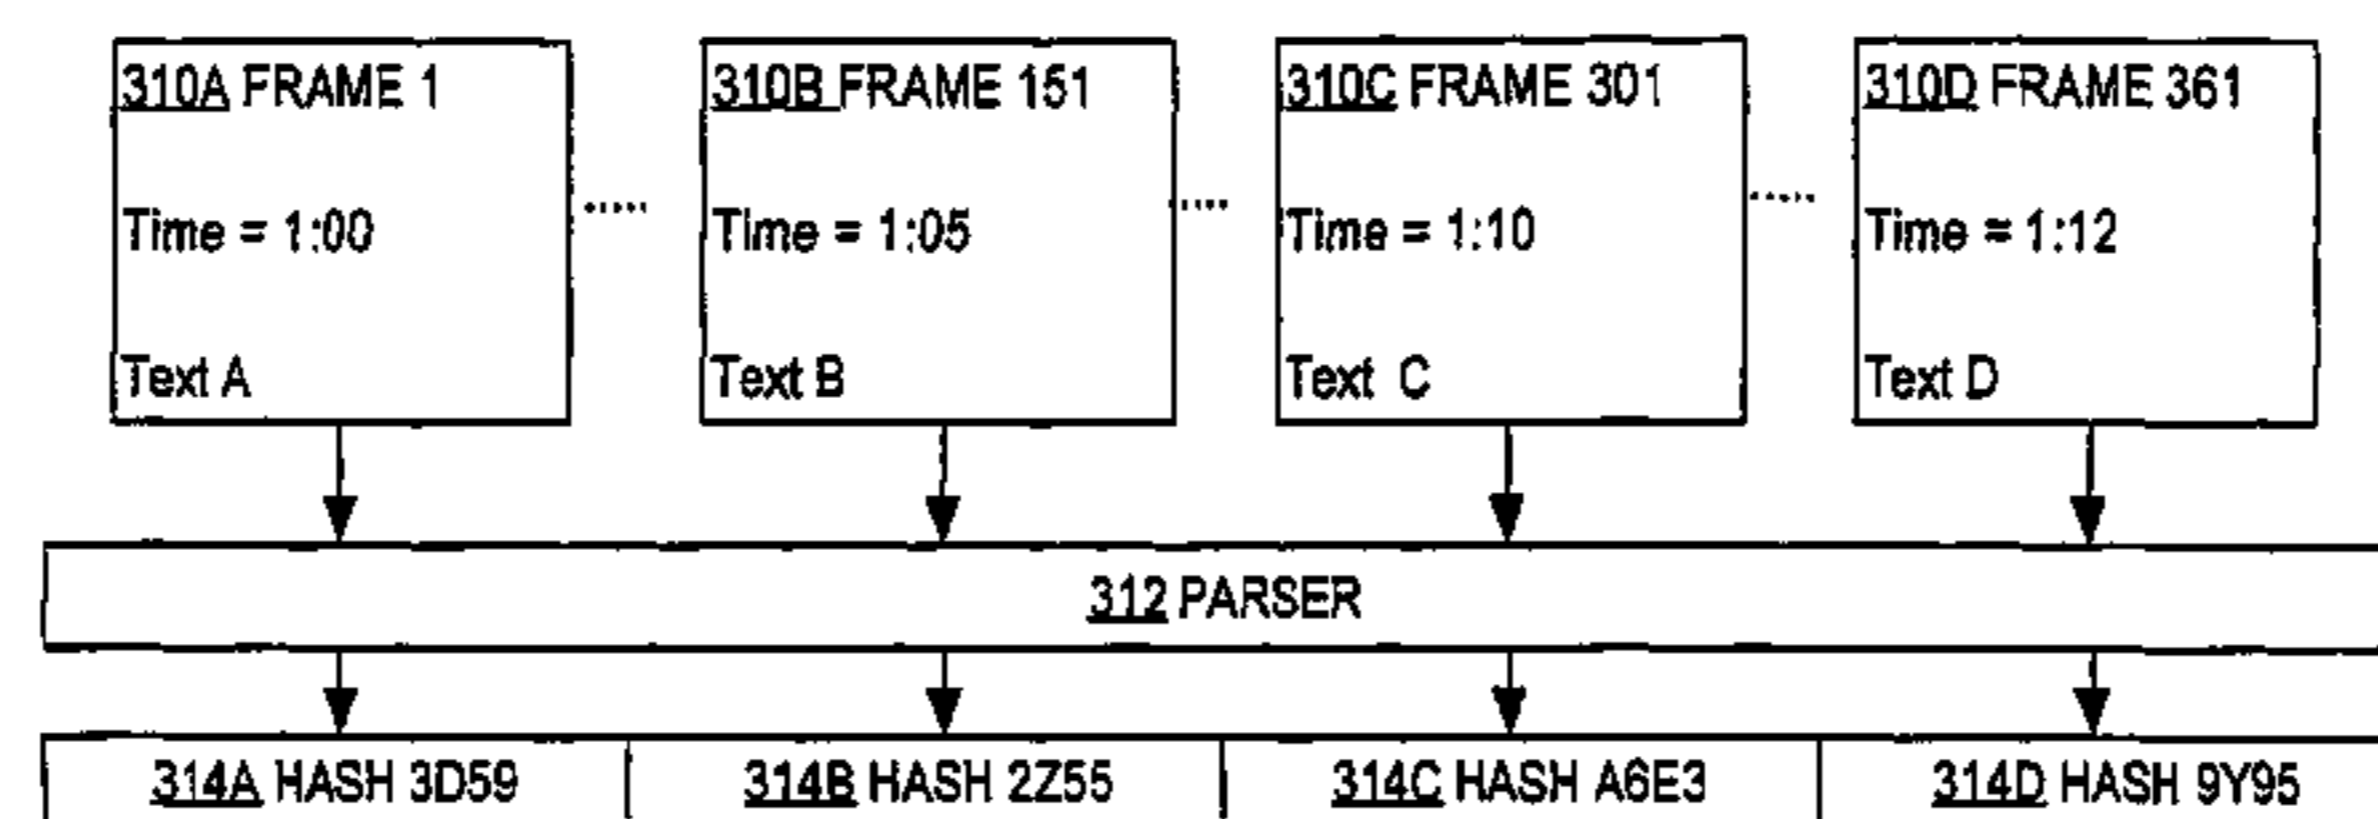 310A FRAME 1
Time = 1:00
Text A
310B FRAME 151
Time = 1:05
Text B
310C FRAME 301
Time = 1:10
Text C
310D FRAME 361
Time = 1:12
Text D
312 PARSER
314A HASH 3D59
314B HASH 2Z55
314C HASH A6E3
314D HASH 9Y95